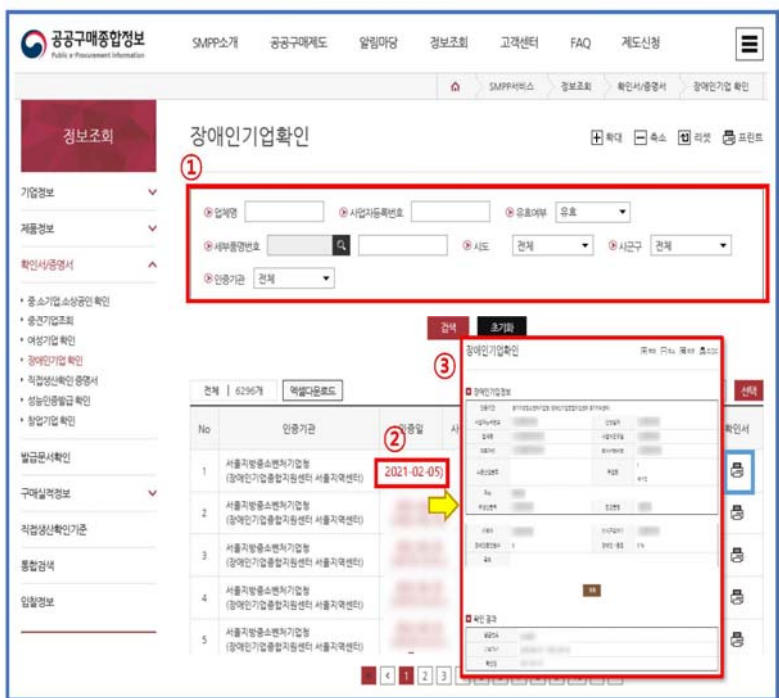 공공구매종합정보
Public e-Procurement Information
SMPP소개 공공구매제도 알림마당 정보조회 고객센터 FAQ 제도신청
SMPP서비스 정보조회 확인서/증명서 장애인기업 확인
정보조회
기업정보
제품정보
확인서/증명서
중.소기업.소상공인 확인
중견기업조회
여성기업 확인
장애인기업 확인
직접생산확인 증명서
성능인증발급 확인
창업기업 확인
발급문서확인
구매실적정보
직접생산확인기준
통합검색
입찰정보
장애인기업확인
확대 축소 리셋 프린트
①
업체명 사업자등록번호 유효여부 유효
세부품명번호 시도 전체 시군구 전체
인증기관 전체
검색 초기화
전체 | 6296개 엑셀다운로드 선택
No 인증기관 인증일 사 확인서
②
1 서울지방중소벤처기업청 2021-02-05)
(장애인기업종합지원센터 서울지역센터)
2 서울지방중소벤처기업청
(장애인기업종합지원센터 서울지역센터)
3 서울지방중소벤처기업청
(장애인기업종합지원센터 서울지역센터)
4 서울지방중소벤처기업청
(장애인기업종합지원센터 서울지역센터)
5 서울지방중소벤처기업청
(장애인기업종합지원센터 서울지역센터)
1 2 3
③
장애인기업확인
장애인기업정보
확인 결과